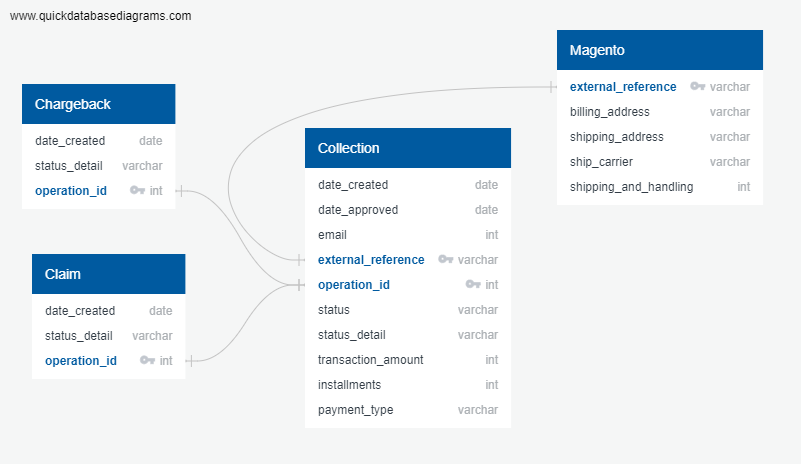 www.quickdatabasediagrams.com
Chargeback
date_created date
status_detail varchar
operation_id int
Claim
date_created date
status_detail varchar
operation_id int
Collection
date_created date
date_approved date
email int
external_reference varchar
operation_id int
status varchar
status_detail varchar
transaction_amount int
installments int
payment_type varchar
Magento
external_reference varchar
billing_address varchar
shipping_address varchar
ship_carrier varchar
shipping_and_handling int